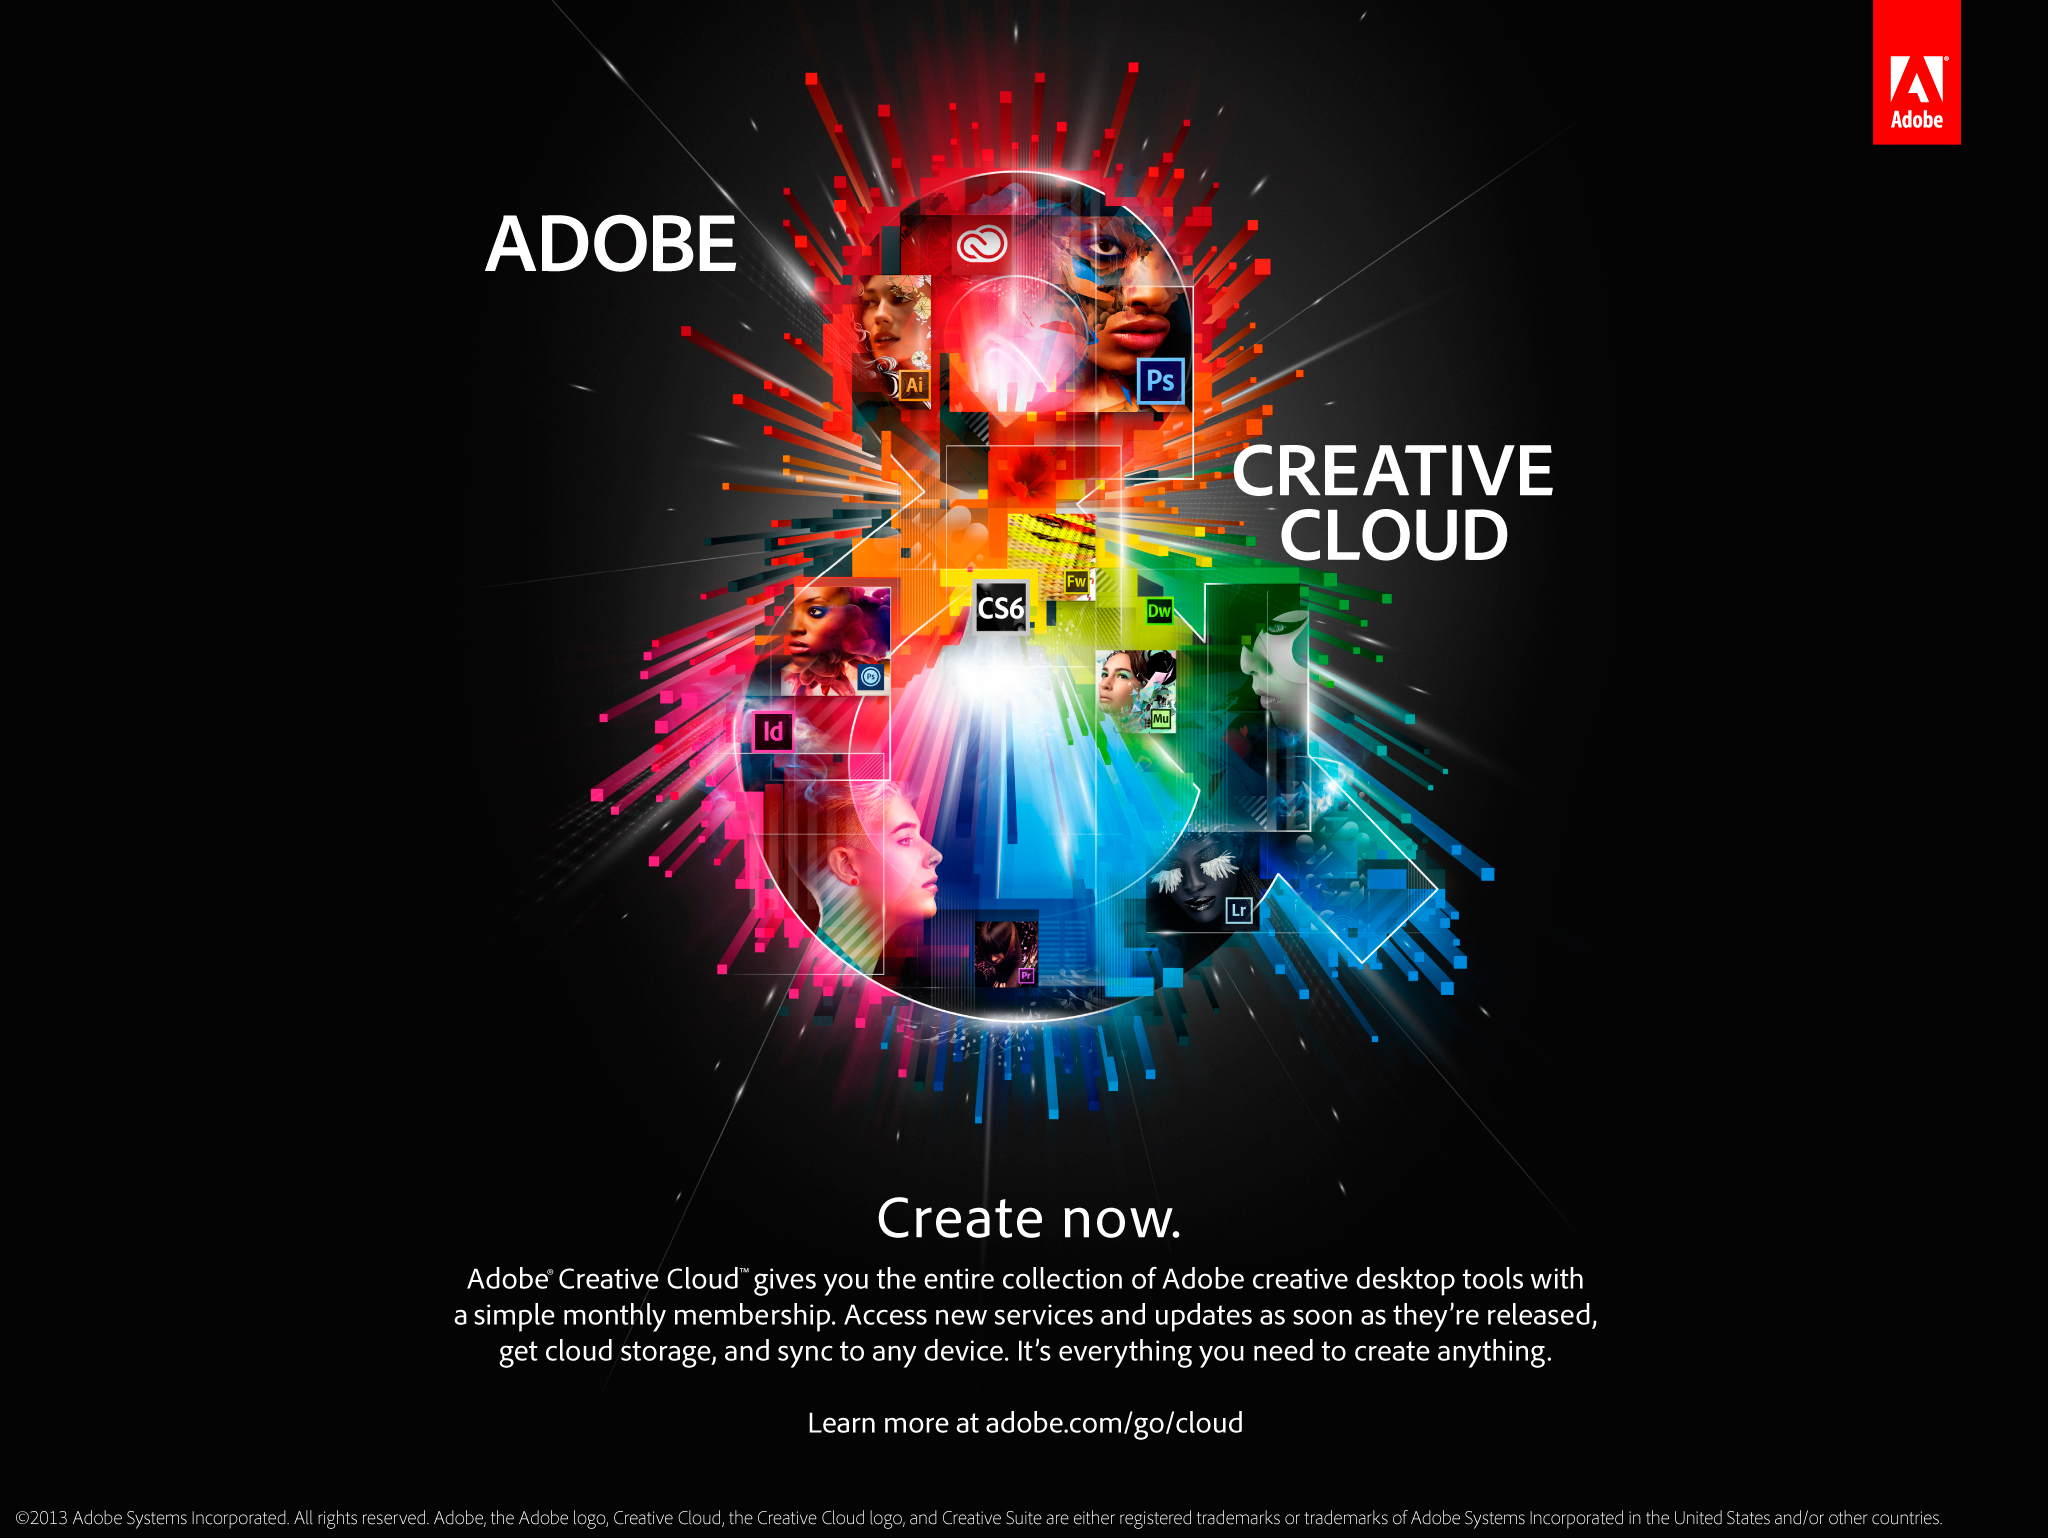 Adobe
ADOBE
Ai
Ps
CREATIVE
CLOUD
Fw
CS6
Dw
Ps
Mu
Id
Lr
Pr
Create now.
Adobe® Creative Cloud™ gives you the entire collection of Adobe creative desktop tools with
a simple monthly membership. Access new services and updates as soon as they’re released,
get cloud storage, and sync to any device. It’s everything you need to create anything.
Learn more at adobe.com/go/cloud
©2013 Adobe Systems Incorporated. All rights reserved. Adobe, the Adobe logo, Creative Cloud, the Creative Cloud logo, and Creative Suite are either registered trademarks or trademarks of Adobe Systems Incorporated in the United States and/or other countries.